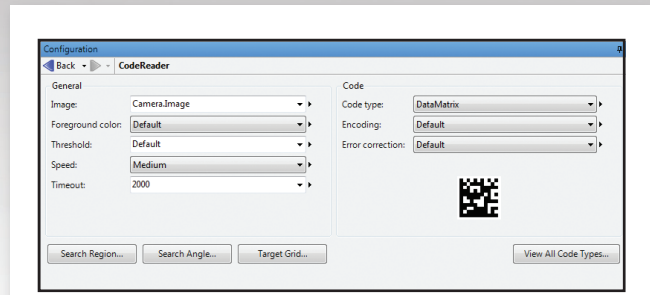 Configuration
Back CodeReader
General
Image: Camera.Image
Foreground color: Default
Threshold: Default
Speed: Medium
Timeout: 2000
Code
Code type: DataMatrix
Encoding: Default
Error correction: Default
Search Region... Search Angle... Target Grid... View All Code Types...